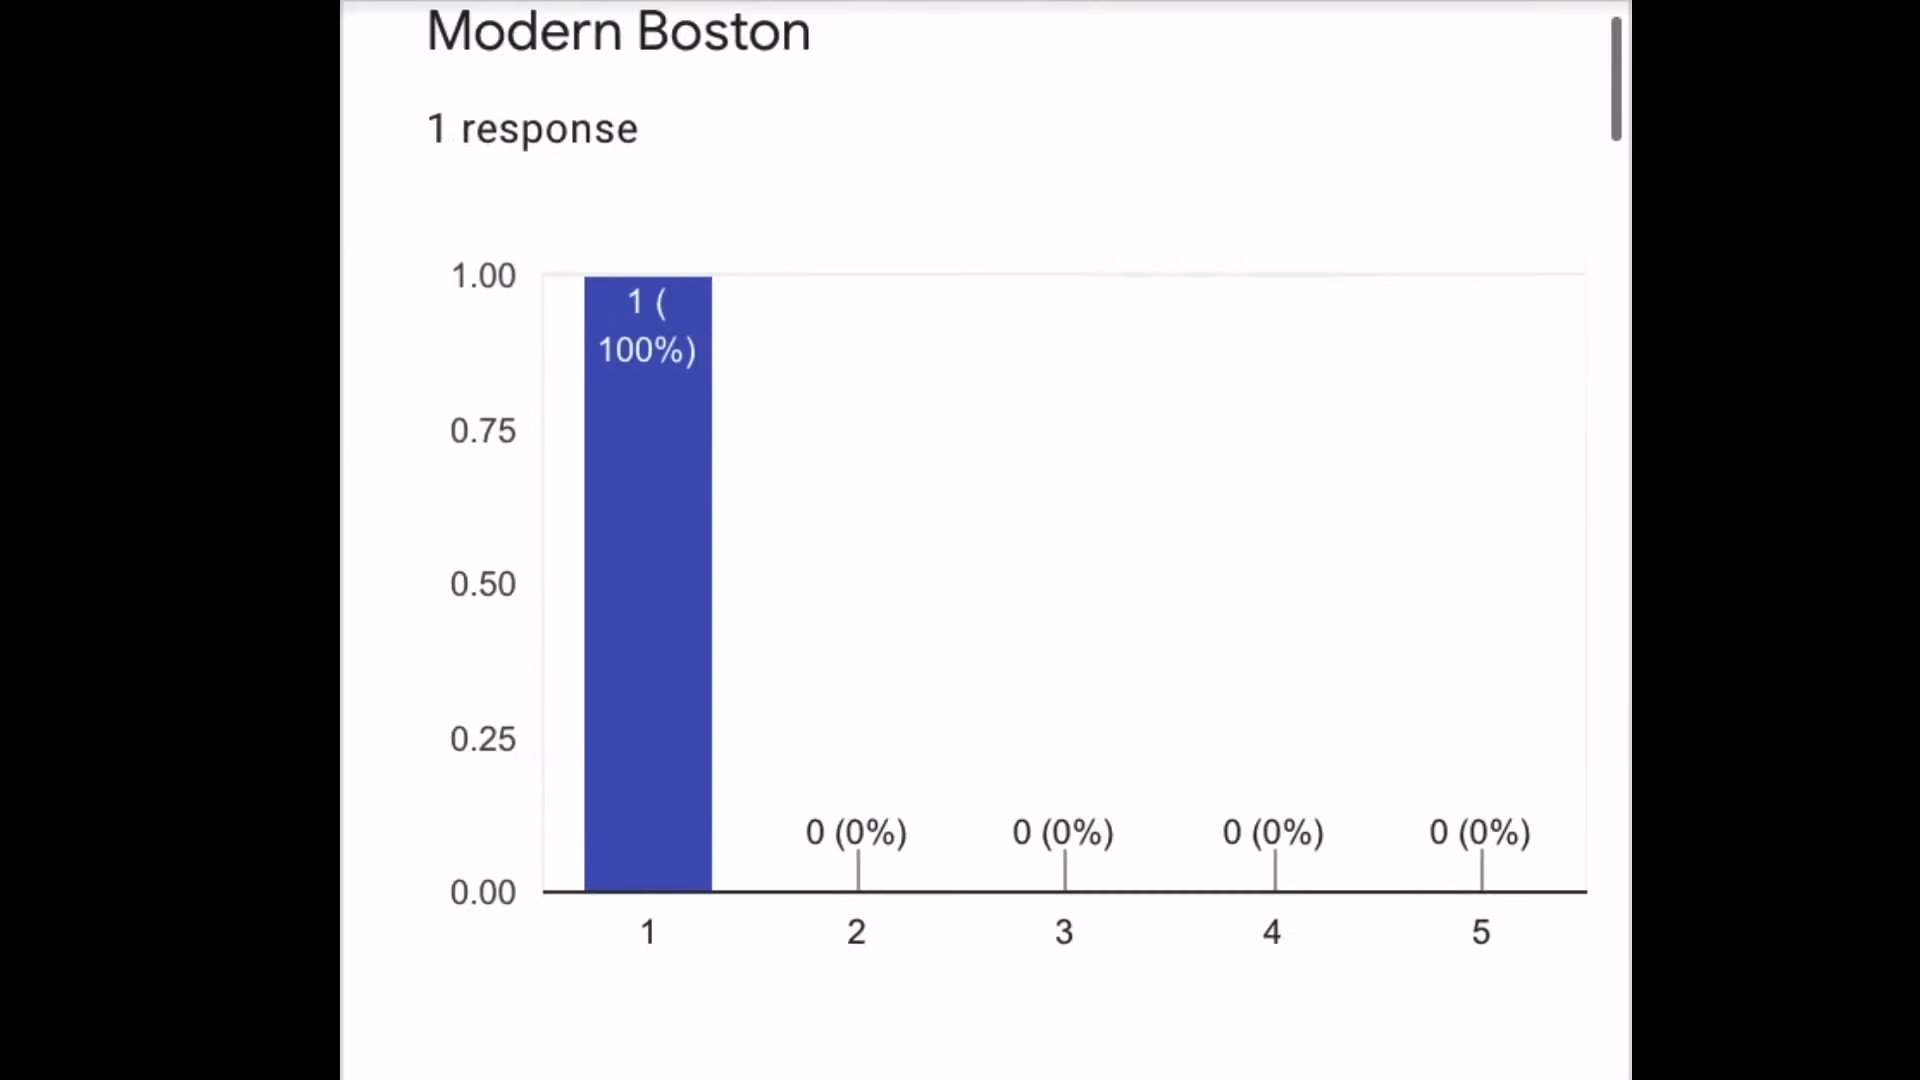 Modern Boston
1 response
1.00
1 (
100%)
0.75
0.50
0.25
0 (0%) 0 (0%) 0 (0%) 0 (0%)
0.00
1 2 3 4 5